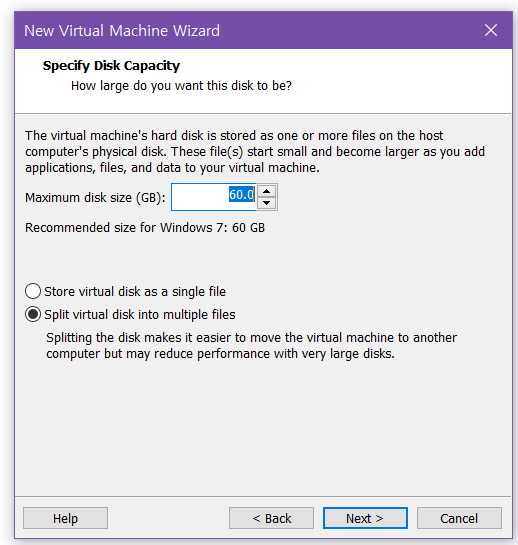 New Virtual Machine Wizard
Specify Disk Capacity
How large do you want this disk to be?
The virtual machine's hard disk is stored as one or more files on the host
computer's physical disk. These file(s) start small and become larger as you add
applications, files, and data to your virtual machine.
Maximum disk size (GB): 60.0
Recommended size for Windows 7: 60 GB
Store virtual disk as a single file
Split virtual disk into multiple files
Splitting the disk makes it easier to move the virtual machine to another
computer but may reduce performance with very large disks.
Help < Back Next > Cancel